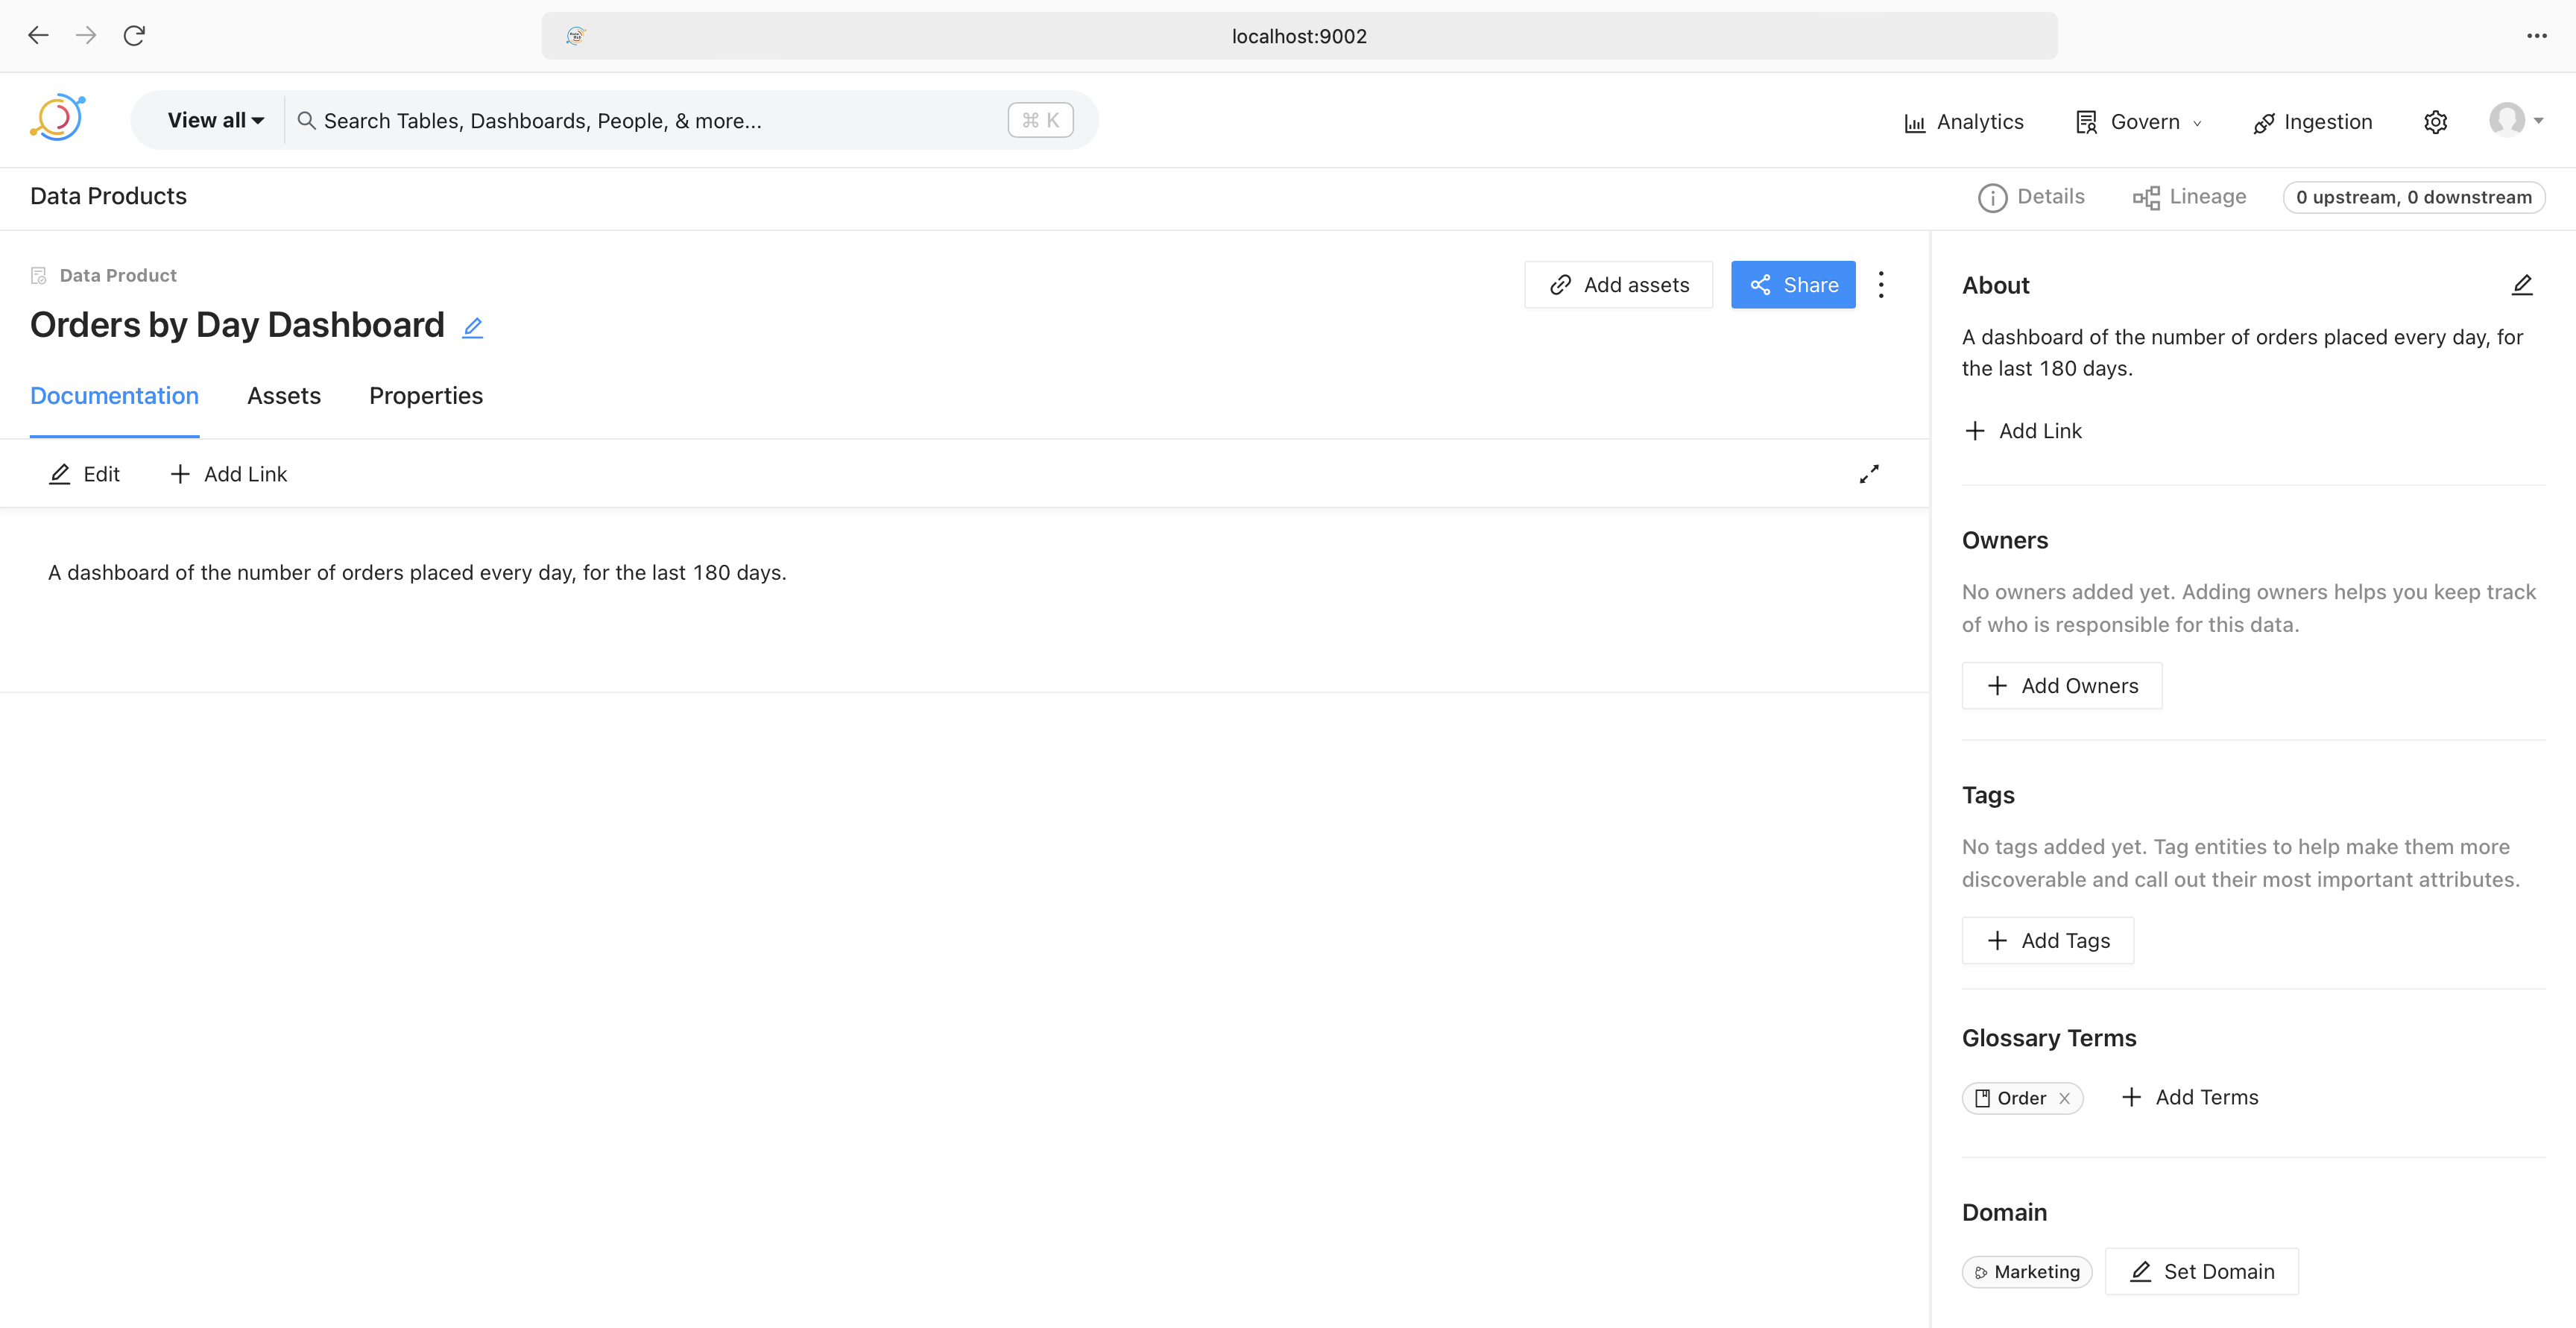 localhost:9002
View all
Search Tables, Dashboards, People, & more...
⌘ K
Analytics
Govern
Ingestion
Data Products
Details
Lineage
0 upstream, 0 downstream
Data Product
Orders by Day Dashboard
Add assets
Share
Documentation
Assets
Properties
Edit
Add Link
A dashboard of the number of orders placed every day, for the last 180 days.
About
A dashboard of the number of orders placed every day, for
the last 180 days.
Add Link
Owners
No owners added yet. Adding owners helps you keep track
of who is responsible for this data.
Add Owners
Tags
No tags added yet. Tag entities to help make them more
discoverable and call out their most important attributes.
Add Tags
Glossary Terms
Order
Add Terms
Domain
Marketing
Set Domain